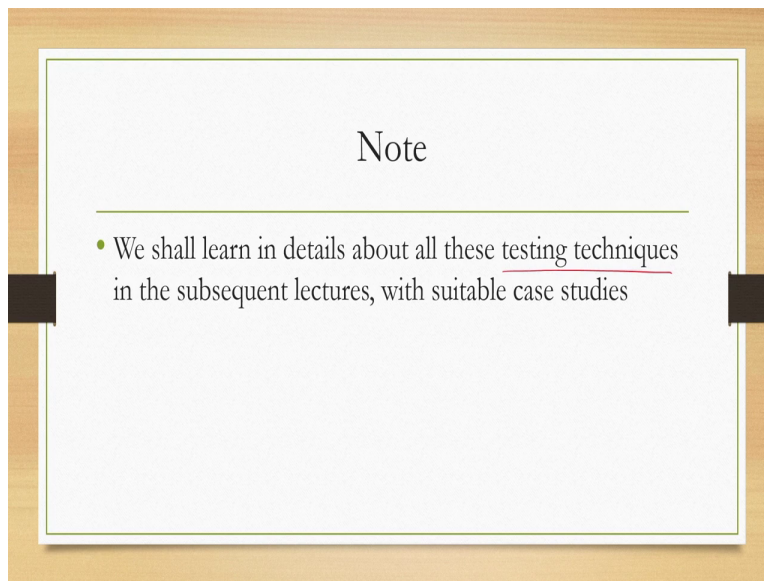 Note
• We shall learn in details about all these testing techniques
in the subsequent lectures, with suitable case studies